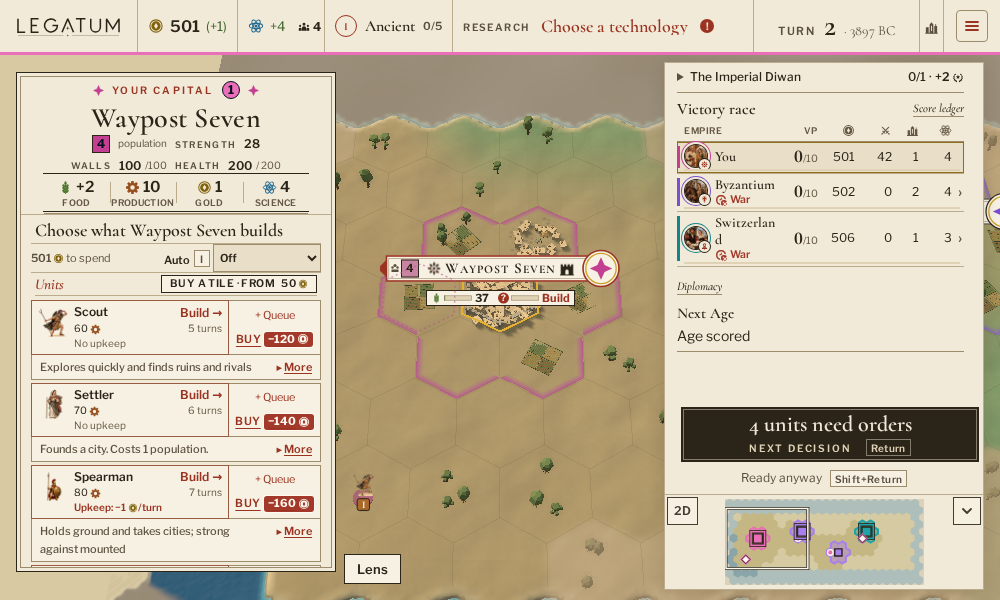 LEGATUM
501 (+1)
+4
4
I Ancient 0/5
RESEARCH Choose a technology !
TURN 2 · 3897 BC
YOUR CAPITAL 1
Waypost Seven
4 population STRENGTH 28
WALLS 100 /100 HEALTH 200 /200
+2 10 1 4
FOOD PRODUCTION GOLD SCIENCE
Choose what Waypost Seven builds
501 to spend Auto I Off
Units BUY A TILE · FROM 50
Scout Build →
60 5 turns
No upkeep
+ Queue
BUY −120
Explores quickly and finds ruins and rivals ▸ More
Settler Build →
70 6 turns
No upkeep
+ Queue
BUY −140
Founds a city. Costs 1 population. ▸ More
Spearman Build →
80 7 turns
Upkeep: −1 /turn
+ Queue
BUY −160
Holds ground and takes cities; strong
against mounted ▸ More
4 Waypost Seven
37 ? Build
I
Lens
The Imperial Diwan 0/1 · +2
Victory race Score ledger
EMPIRE VP
You 0/10 501 42 1 4
Byzantium 0/10 502 0 2 4 ›
War
Switzerlan
d 0/10 506 0 1 3 ›
War
Diplomacy
Next Age
Age scored
4 units need orders
NEXT DECISION Return
Ready anyway Shift+Return
2D